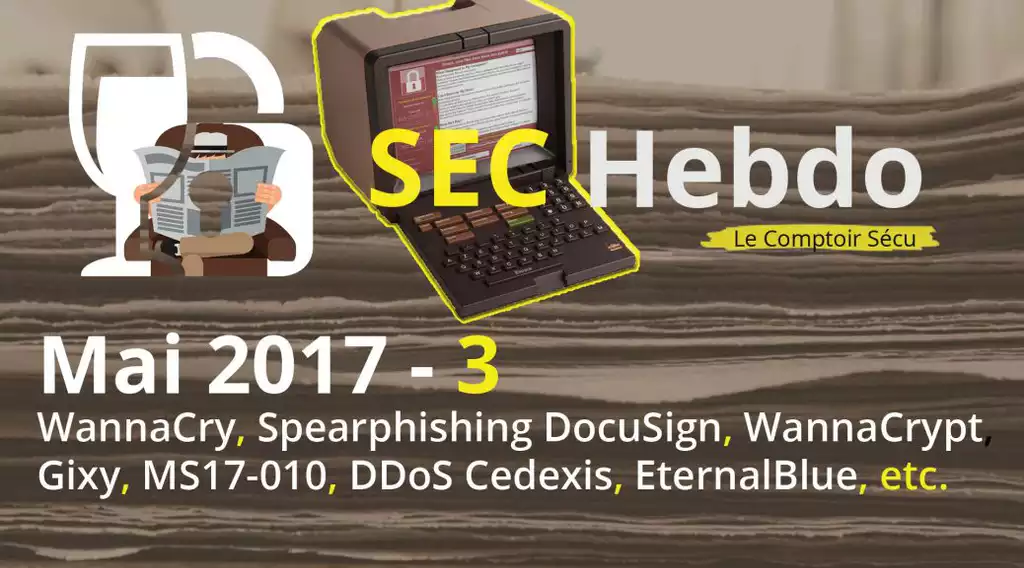 SEC Hebdo
Le Comptoir Sécu
Mai 2017 - 3
WannaCry, Spearphishing DocuSign, WannaCrypt,
Gixy, MS17-010, DDoS Cedexis, EternalBlue, etc.